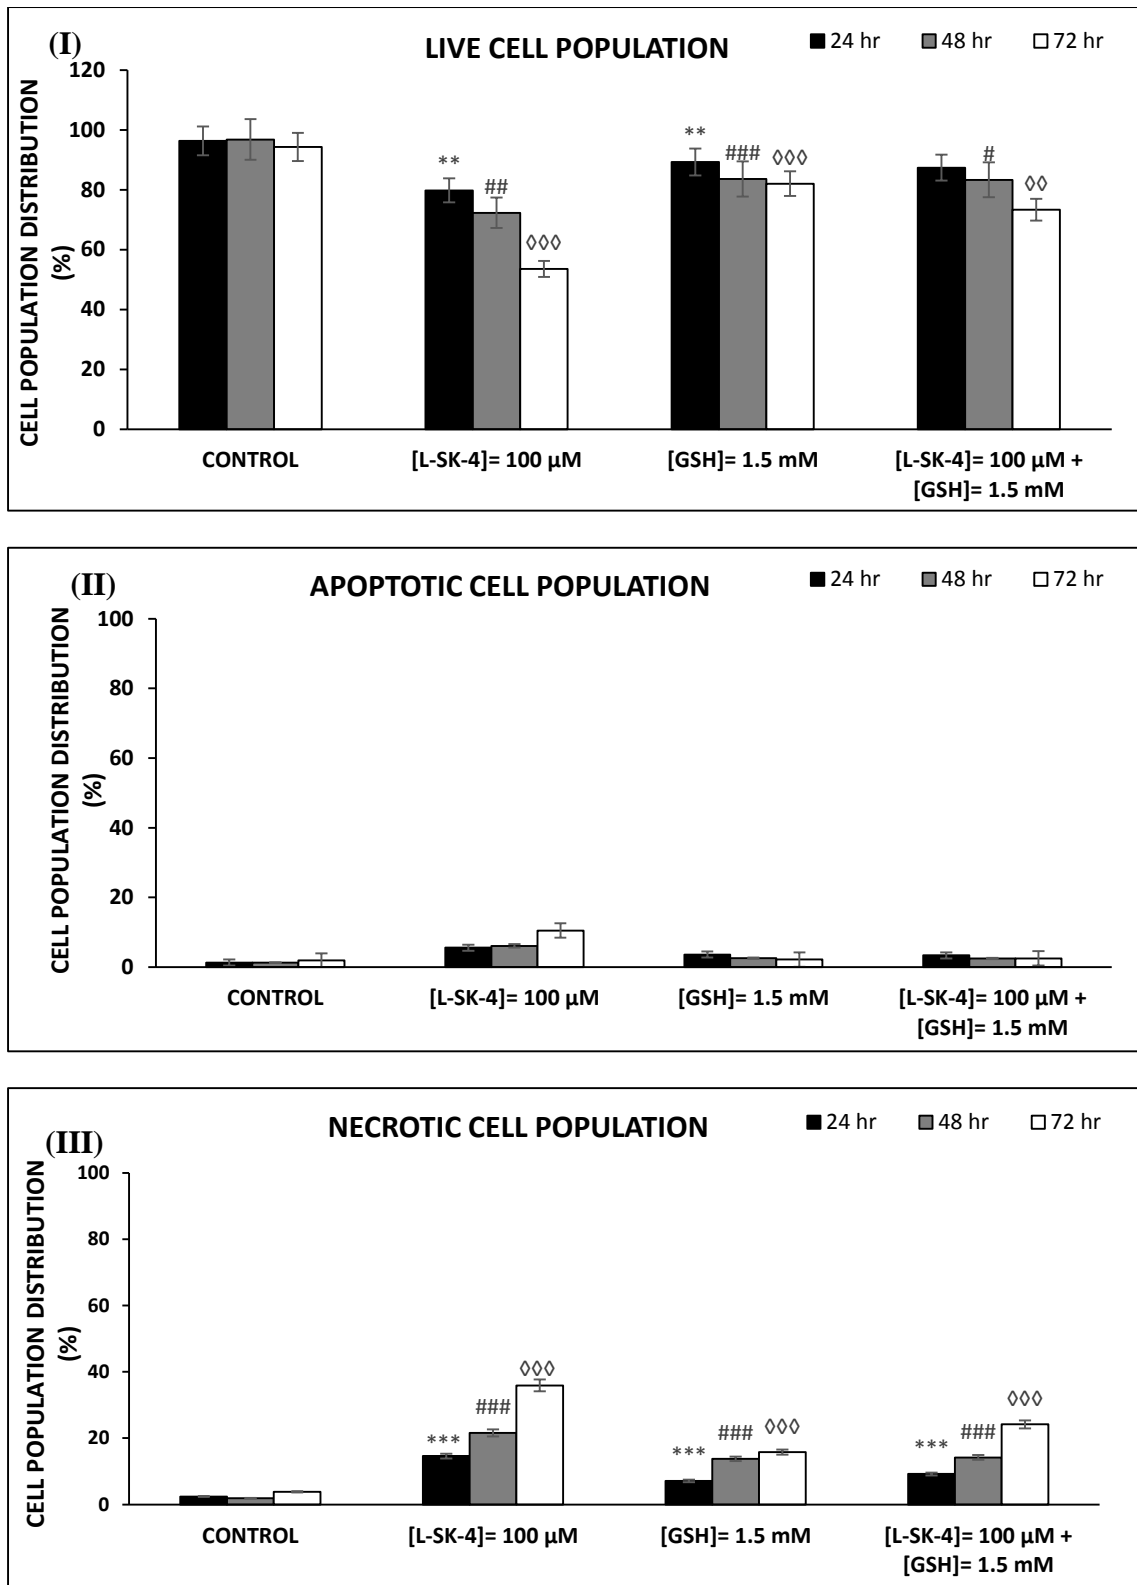 (I)
LIVE CELL POPULATION
24 hr 48 hr 72 hr
CELL POPULATION DISTRIBUTION
(%)
120
100
80
60
40
20
0
** ## ◊◊◊
** ### ◊◊◊
# ◊◊
CONTROL
[L-SK-4]= 100 µM
[GSH]= 1.5 mM
[L-SK-4]= 100 µM +
[GSH]= 1.5 mM
(II)
APOPTOTIC CELL POPULATION
24 hr 48 hr 72 hr
CELL POPULATION DISTRIBUTION
(%)
100
80
60
40
20
0
CONTROL
[L-SK-4]= 100 µM
[GSH]= 1.5 mM
[L-SK-4]= 100 µM +
[GSH]= 1.5 mM
(III)
NECROTIC CELL POPULATION
24 hr 48 hr 72 hr
CELL POPULATION DISTRIBUTION
(%)
100
80
60
40
20
0
*** ### ◊◊◊
*** ### ◊◊◊
*** ### ◊◊◊
CONTROL
[L-SK-4]= 100 µM
[GSH]= 1.5 mM
[L-SK-4]= 100 µM +
[GSH]= 1.5 mM